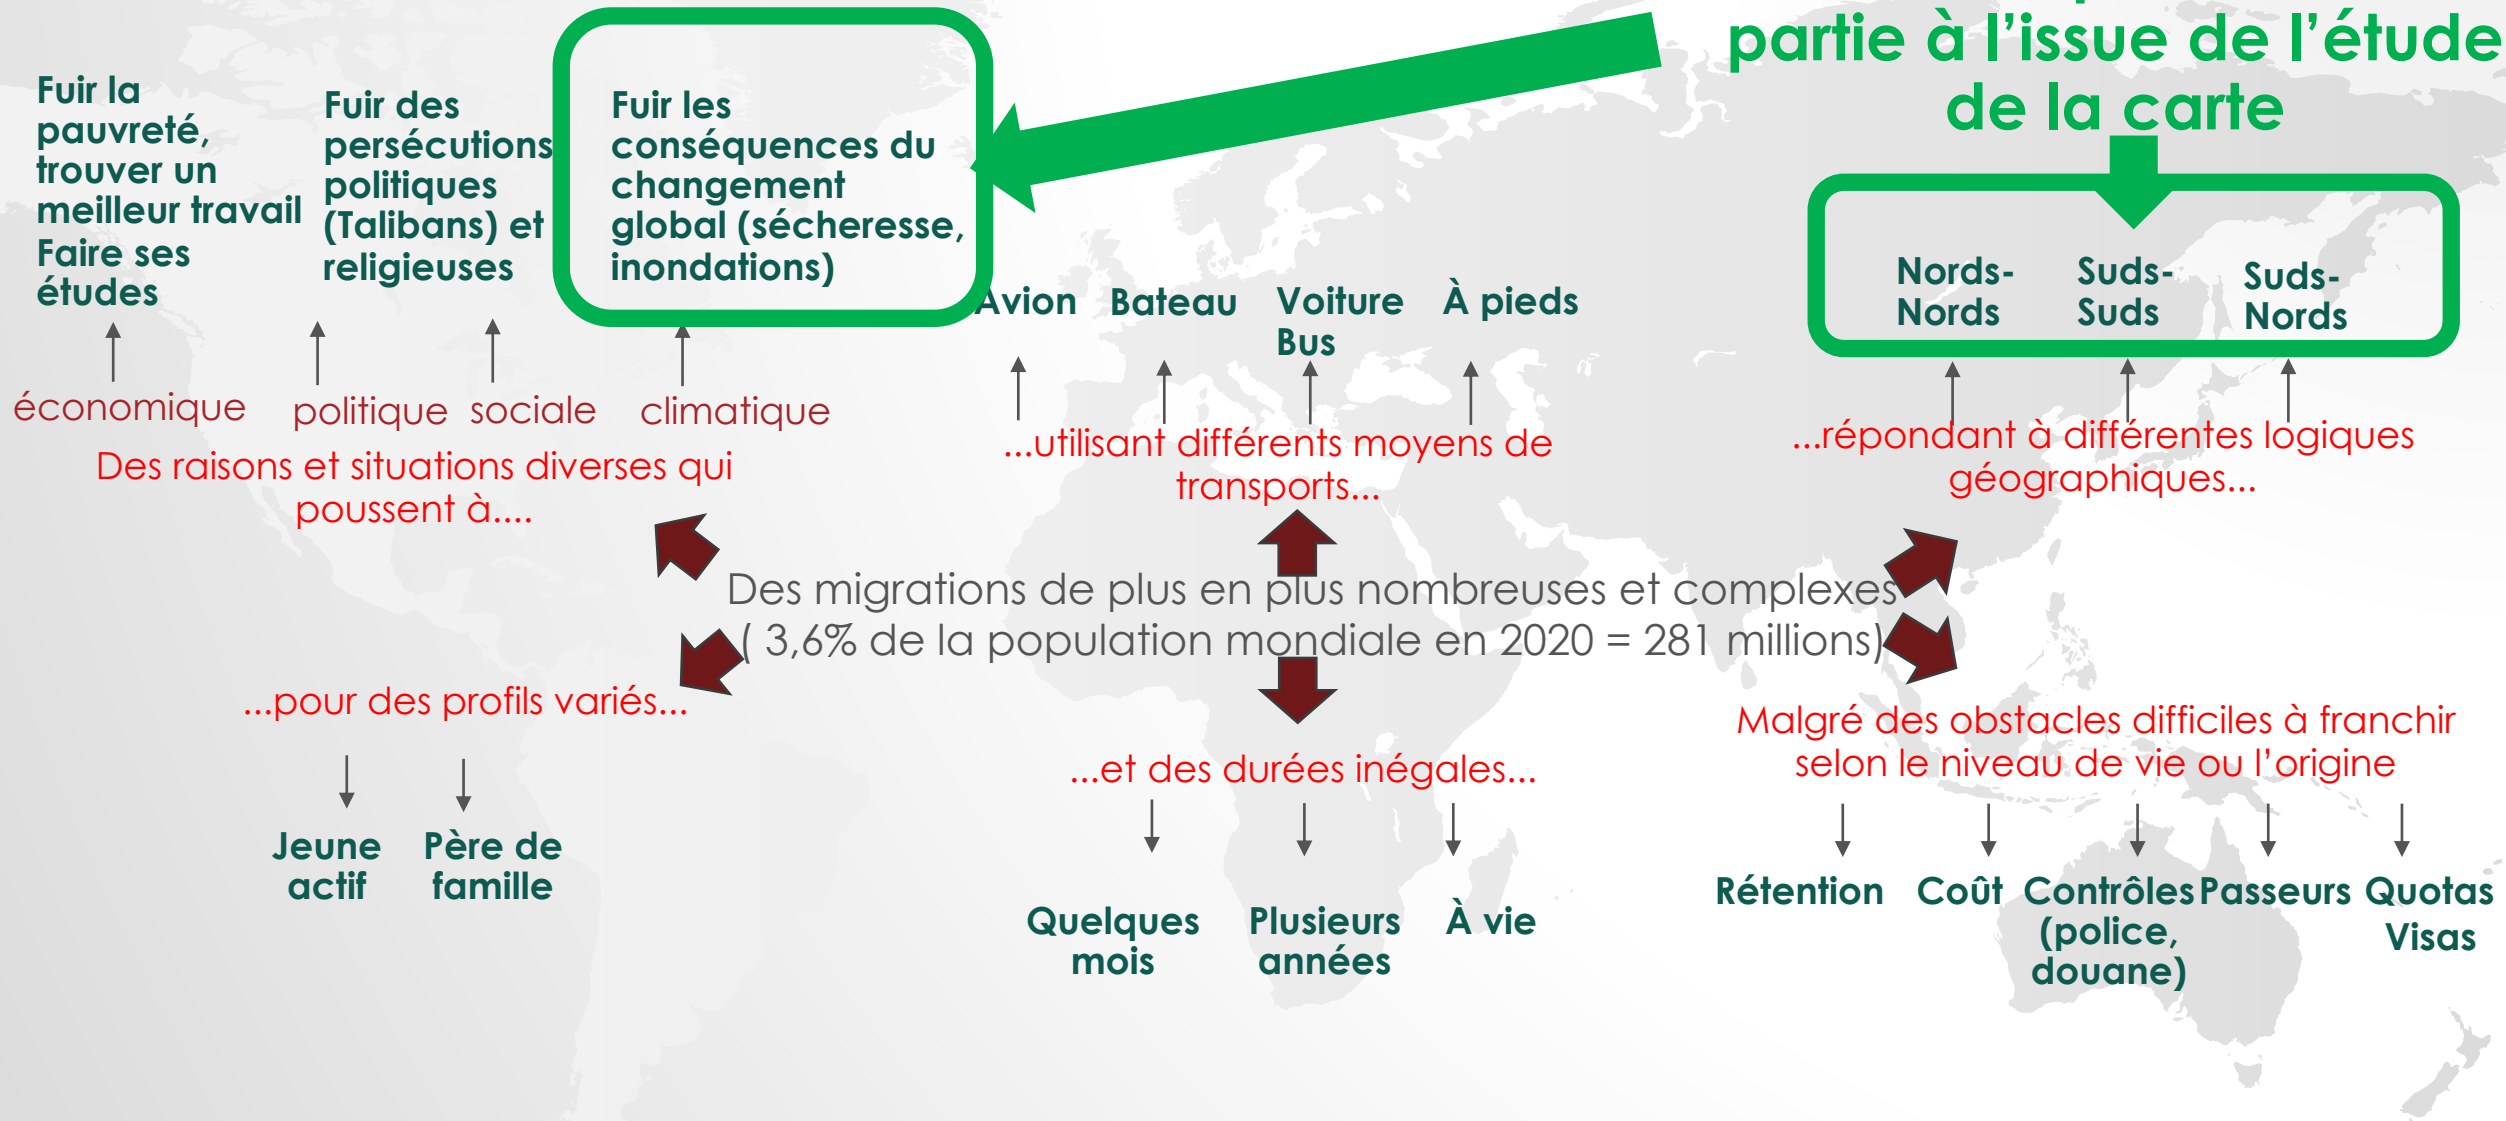 partie à l'issue de l'étude
de la carte
Fuir la
pauvreté,
trouver un
meilleur travail
Faire ses
études
Fuir des
persécutions
politiques
(Talibans) et
religieuses
Fuir les
conséquences du
changement
global (sécheresse,
inondations)
Avion
Bateau
Voiture
Bus
À pieds
Nords-
Nords
Suds-
Suds
Suds-
Nords
économique
politique
sociale
climatique
Des raisons et situations diverses qui
poussent à....
...utilisant différents moyens de
transports...
...répondant à différentes logiques
géographiques...
Des migrations de plus en plus nombreuses et complexes
( 3,6% de la population mondiale en 2020 = 281 millions)
...pour des profils variés...
...et des durées inégales...
Malgré des obstacles difficiles à franchir
selon le niveau de vie ou l'origine
Jeune
actif
Père de
famille
Quelques
mois
Plusieurs
années
À vie
Rétention
Coût
Contrôles
(police,
douane)
Passeurs
Quotas
Visas